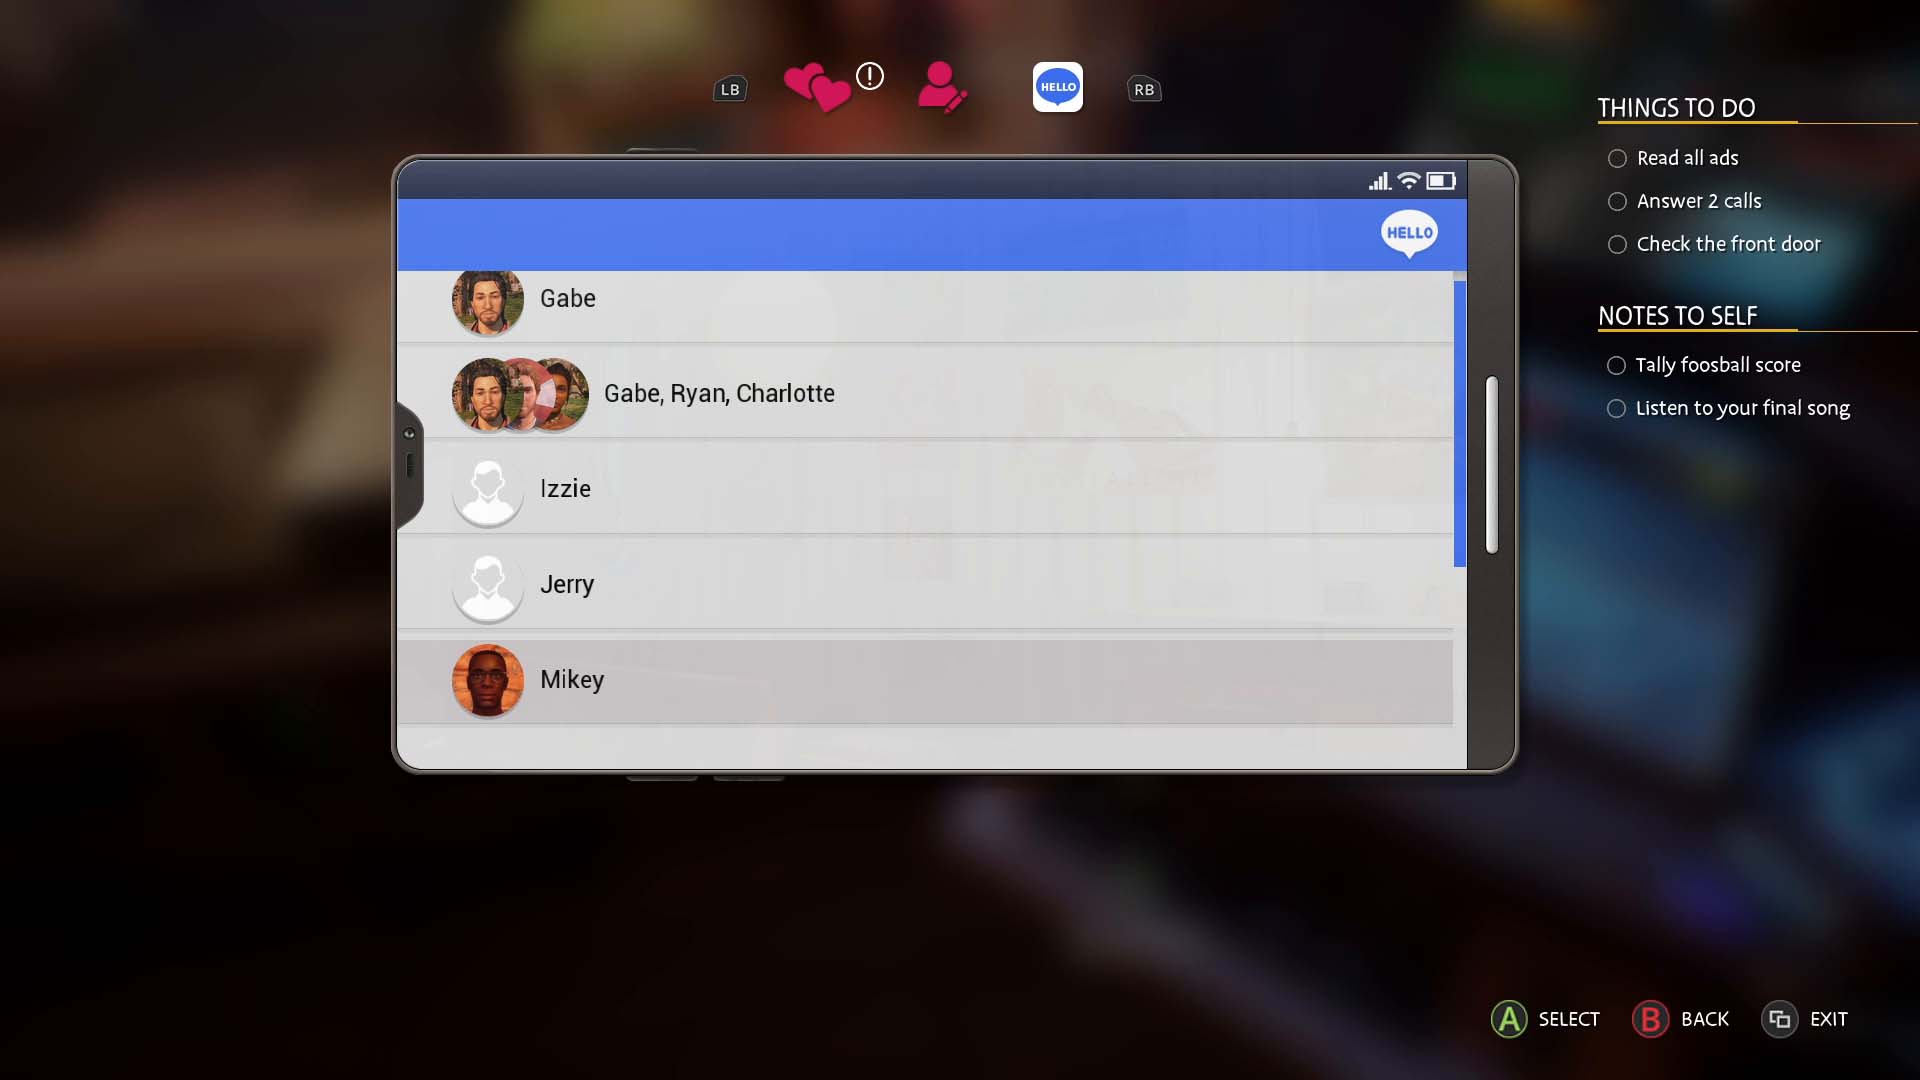 LB
HELLO
RB
HELLO
Gabe
Gabe, Ryan, Charlotte
Izzie
Jerry
Mikey
THINGS TO DO
Read all ads
Answer 2 calls
Check the front door
NOTES TO SELF
Tally foosball score
Listen to your final song
A SELECT B BACK EXIT